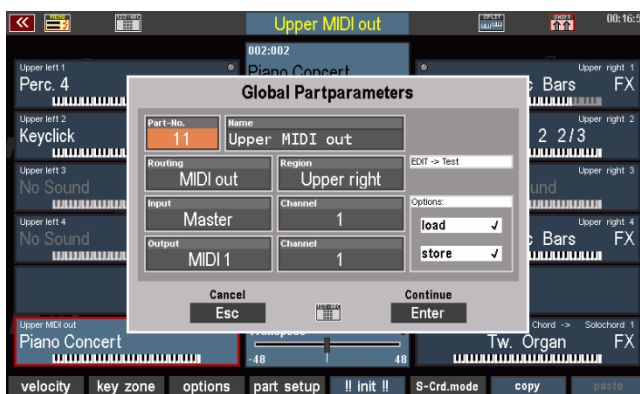 MENU
Upper MIDI out
SPLIT
SHIFT
00:16:5
002:002
Upper left 1
Piano Concert
Upper right 1
Perc. 4
Bars FX
Global Partparameters
Upper left 2
Part-No.
Name
Upper right 2
Keyclick
11
Upper MIDI out
2 2/3
Upper left 3
Routing
Region
EDIT -> Test
Upper right 3
No Sound
MIDI out
Upper right
und
Input
Channel
Options:
Upper left 4
Master
1
load
Upper right 4
No Sound
Output
Channel
store
Bars FX
MIDI 1
1
Cancel
Continue
Esc
Enter
Upper MIDI out
Chord -> Solochord 1
Piano Concert
-48
48
Tw. Organ FX
velocity
key zone
options
part setup
!! init !!
S-Crd.mode
copy
paste